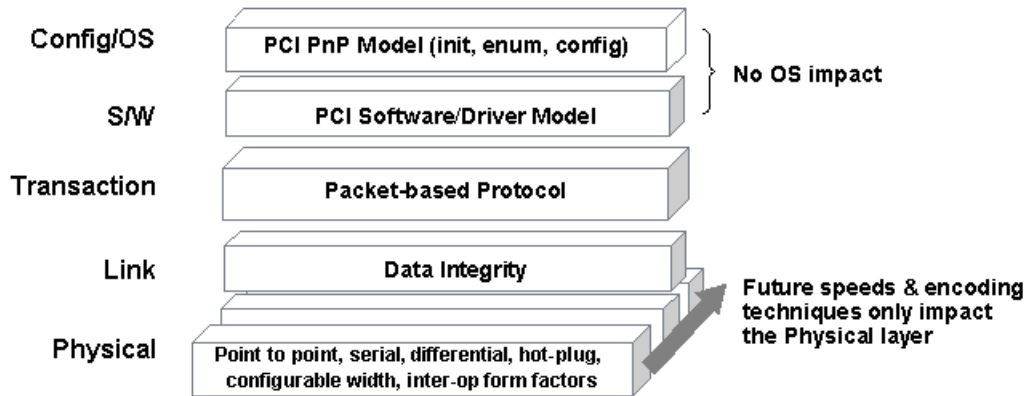 Config/OS
PCI PnP Model (init, enum, config)
No OS impact
S/W
PCI Software/Driver Model
Transaction
Packet-based Protocol
Link
Data Integrity
Future speeds & encoding
techniques only impact
the Physical layer
Physical
Point to point, serial, differential, hot-plug,
configurable width, inter-op form factors